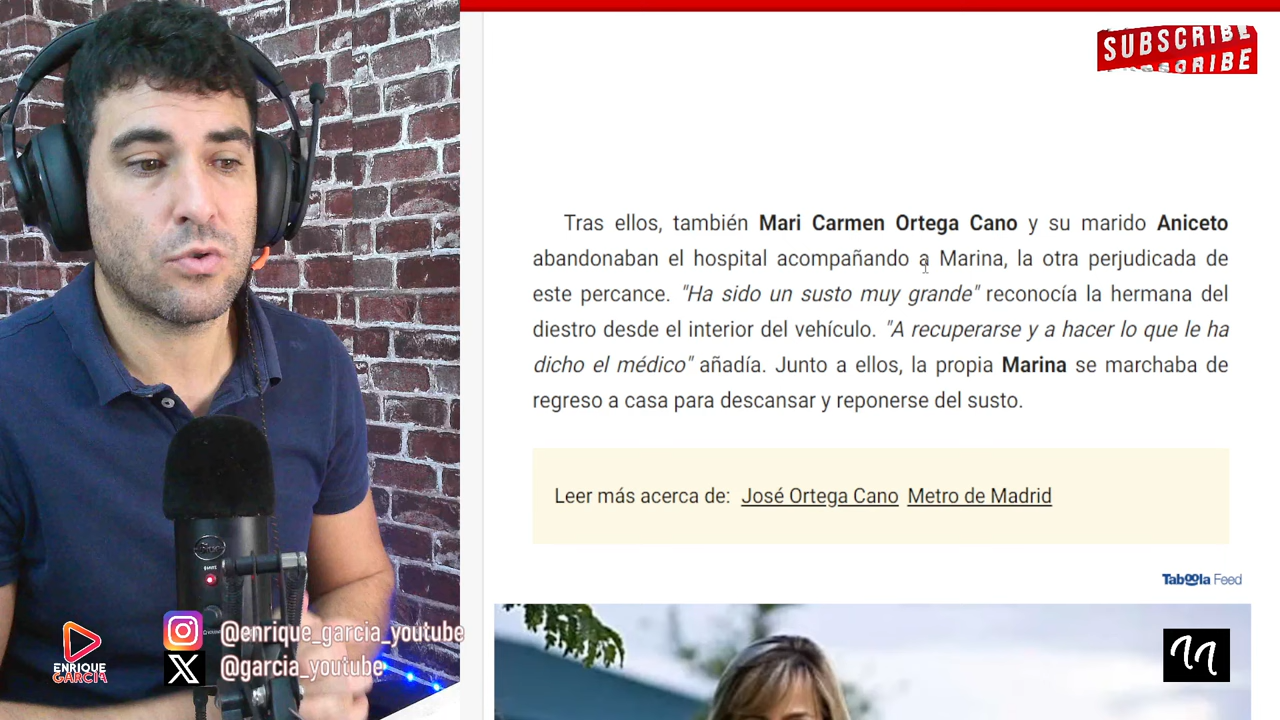 SUBSCRIBE
SUBSCRIBE
Tras ellos, también Mari Carmen Ortega Cano y su marido Aniceto
abandonaban el hospital acompañando a Marina, la otra perjudicada de
este percance. "Ha sido un susto muy grande" reconocía la hermana del
diestro desde el interior del vehículo. "A recuperarse y a hacer lo que le ha
dicho el médico" añadía. Junto a ellos, la propia Marina se marchaba de
regreso a casa para descansar y reponerse del susto.
Leer más acerca de: José Ortega Cano Metro de Madrid
Taboola Feed
@enrique_garcia_youtube
@garcia_youtube
ENRIQUE
GARCIA